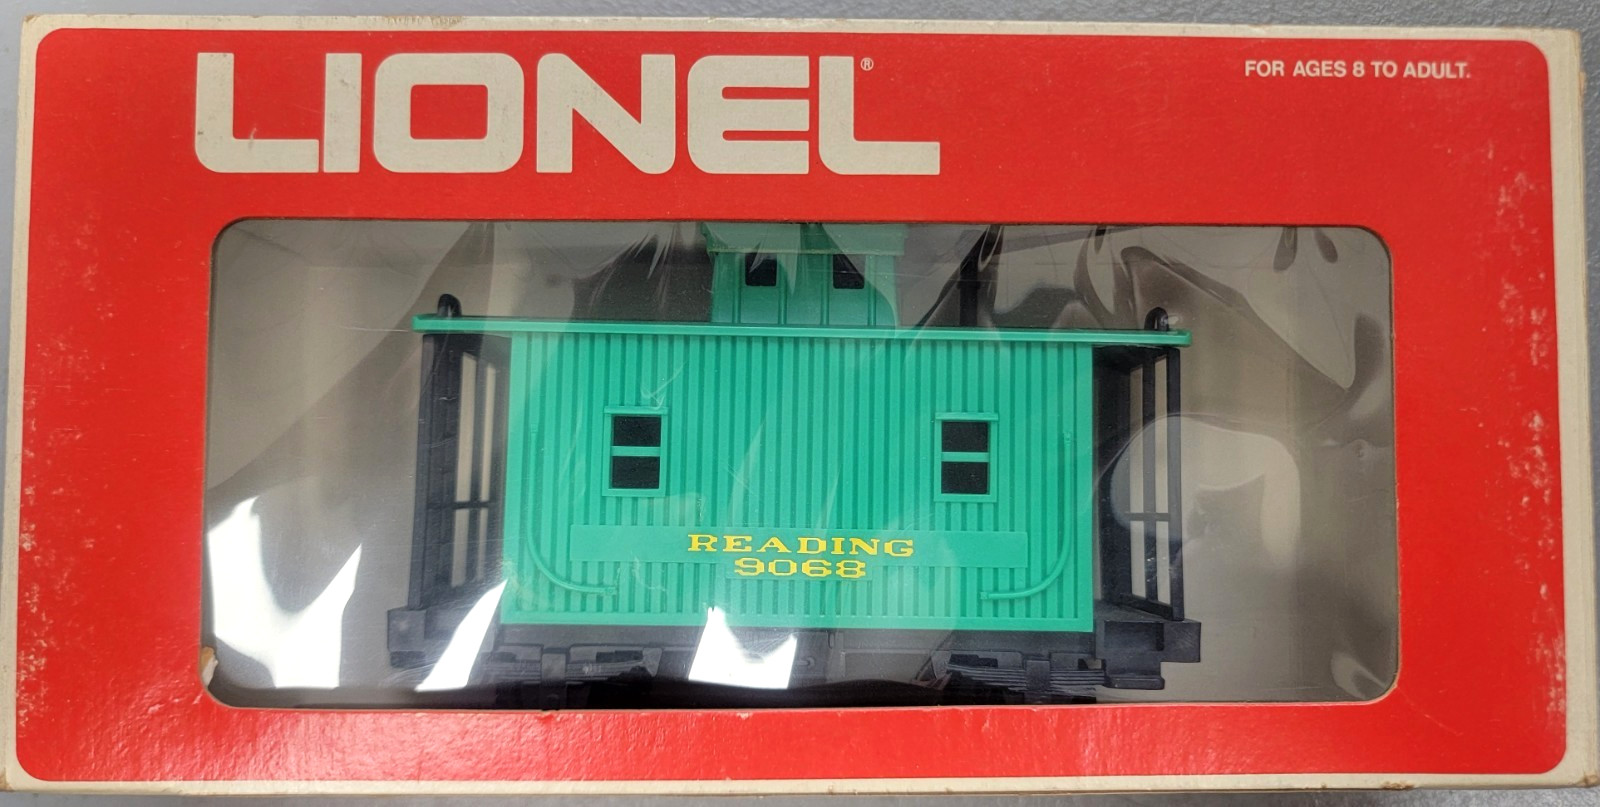 LIONEL®
FOR AGES 8 TO ADULT.
READING
9068